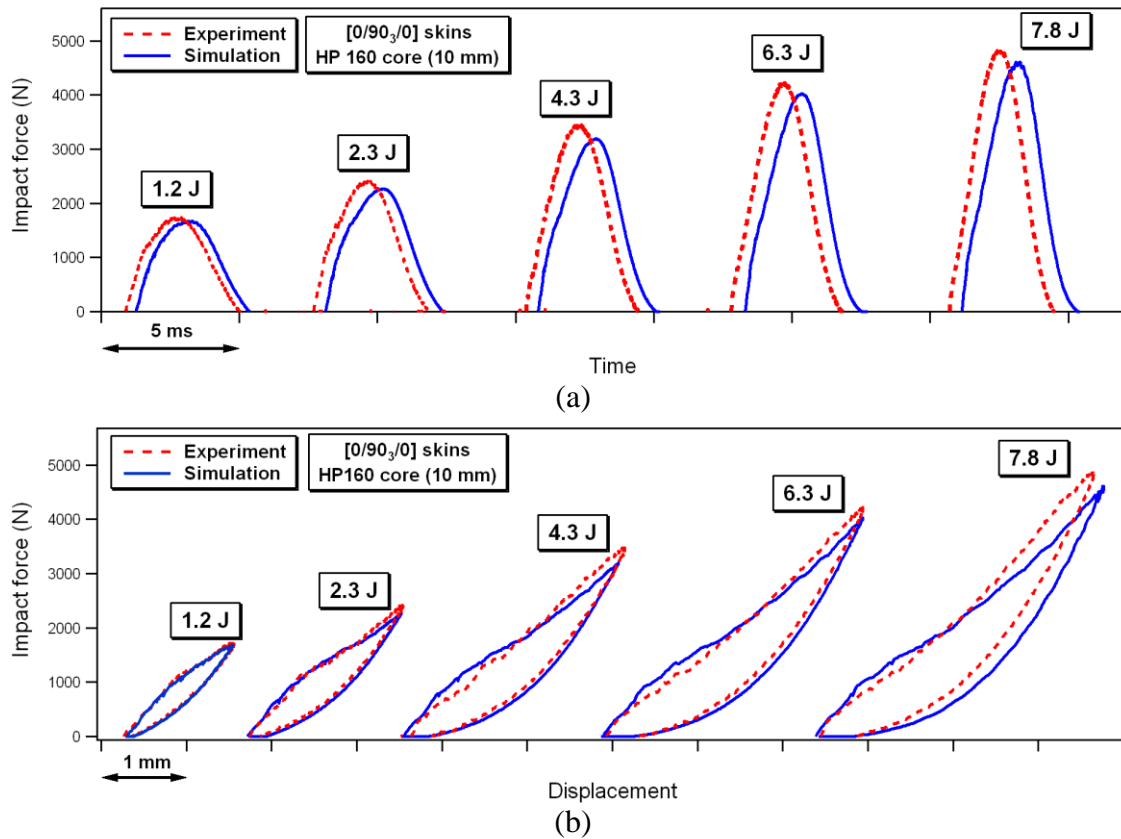 Experiment
Simulation
[0/90₃/0] skins
HP 160 core (10 mm)
1.2 J
2.3 J
4.3 J
6.3 J
7.8 J
5000
4000
3000
2000
1000
0
Impact force (N)
5 ms
Time
(a)
Experiment
Simulation
[0/90₃/0] skins
HP160 core (10 mm)
1.2 J
2.3 J
4.3 J
6.3 J
7.8 J
5000
4000
3000
2000
1000
0
Impact force (N)
1 mm
Displacement
(b)